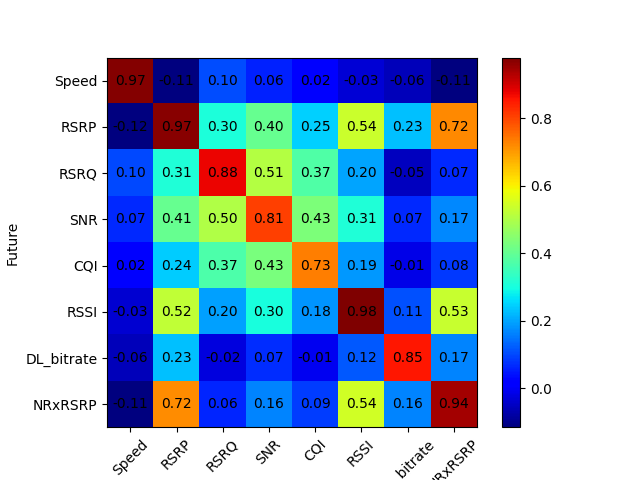 Speed 0.97 -0.11 0.10 0.06 0.02 -0.03 -0.06 -0.11
RSRP -0.12 0.97 0.30 0.40 0.25 0.54 0.23 0.72
RSRQ 0.10 0.31 0.88 0.51 0.37 0.20 -0.05 0.07
SNR 0.07 0.41 0.50 0.81 0.43 0.31 0.07 0.17
CQI 0.02 0.24 0.37 0.43 0.73 0.19 -0.01 0.08
RSSI -0.03 0.52 0.20 0.30 0.18 0.98 0.11 0.53
DL_bitrate -0.06 0.23 -0.02 0.07 -0.01 0.12 0.85 0.17
NRxRSRP -0.11 0.72 0.06 0.16 0.09 0.54 0.16 0.94
Future
Speed RSRP RSRQ SNR CQI RSSI bitrate RxRSRP
0.8
0.6
0.4
0.2
0.0